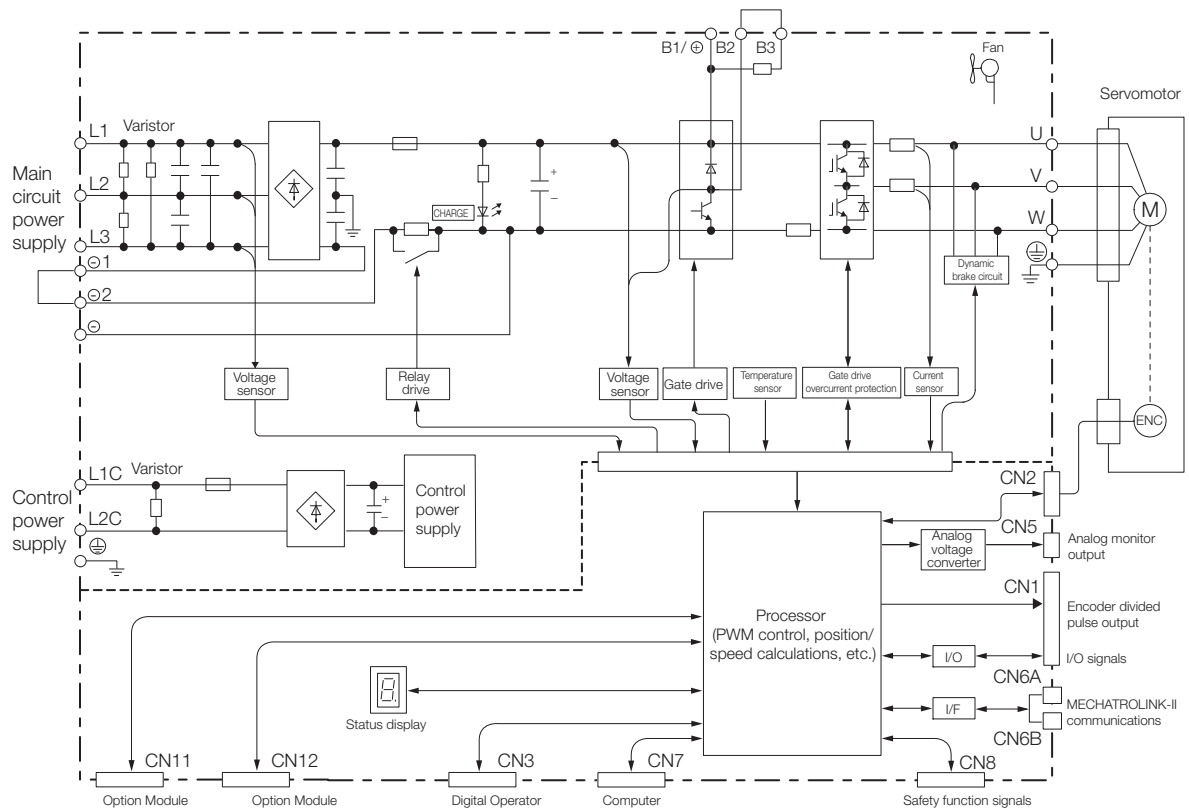 B1/ ⊕
B2
B3
Fan
Servomotor
L1
Varistor
U
Main
circuit
power
supply
L2
CHARGE
V
M
L3
W
⊖1
Dynamic
brake circuit
⊖2
⊖
Voltage
sensor
Relay
drive
Voltage
sensor
Gate drive
Temperature
sensor
Gate drive
overcurrent protection
Current
sensor
ENC
L1C
Varistor
Control
power
supply
L2C
+
–
+
–
Control
power
supply
CN2
CN5
Analog
voltage
converter
Analog monitor
output
CN1
Encoder divided
pulse output
Processor
(PWM control, position/
speed calculations, etc.)
I/O
I/O signals
CN6A
I/F
MECHATROLINK-II
communications
CN6B
8.
Status display
CN11
CN12
CN3
CN7
CN8
Option Module
Option Module
Digital Operator
Computer
Safety function signals